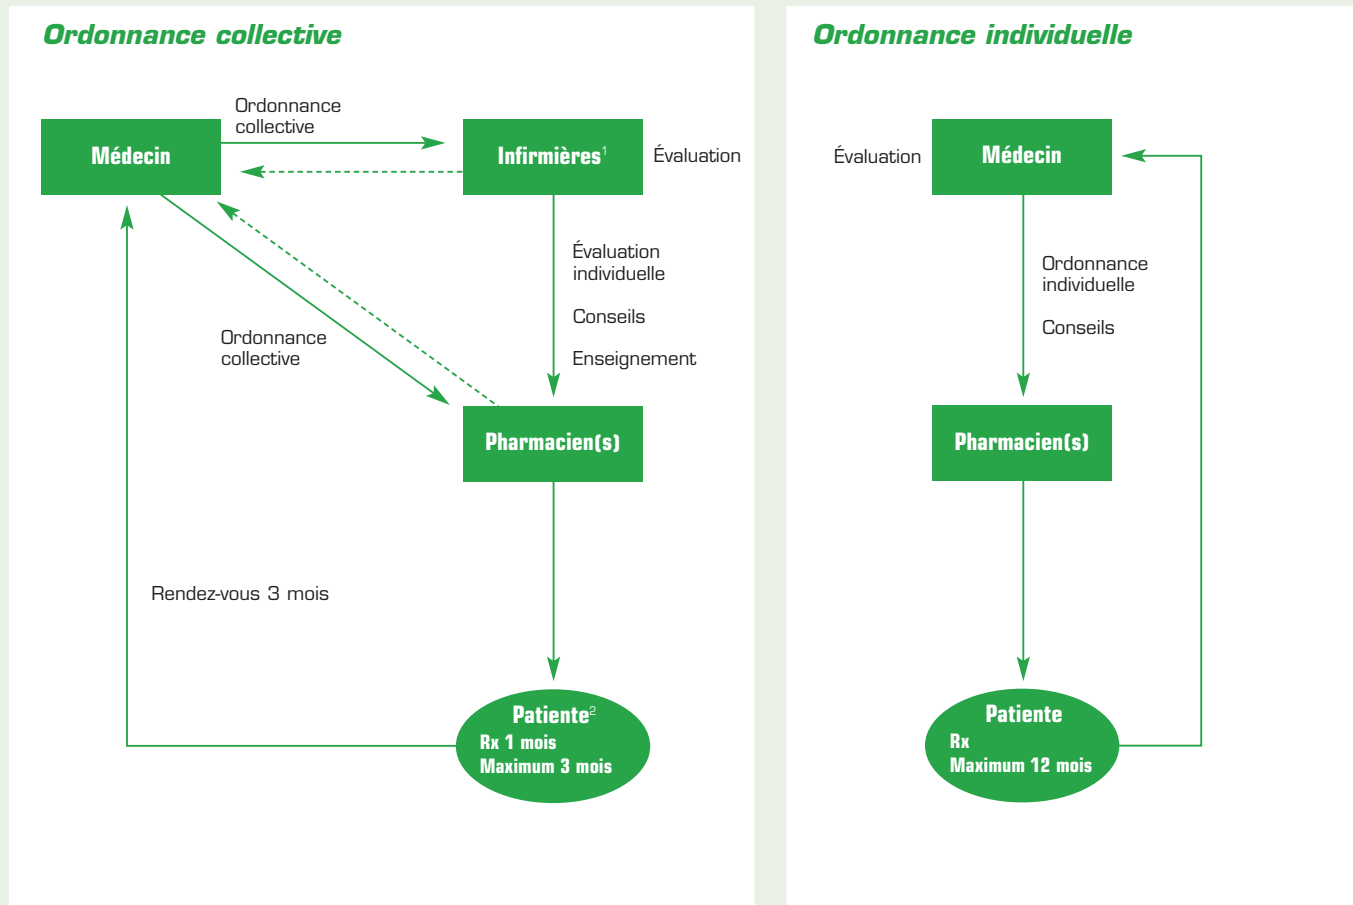 Ordonnance collective
Ordonnance
collective
Médecin
Infirmières¹
Évaluation
Évaluation
individuelle
Conseils
Enseignement
Ordonnance
collective
Pharmacien(s)
Rendez-vous 3 mois
Patiente²
Rx 1 mois
Maximum 3 mois
Ordonnance individuelle
Évaluation
Médecin
Ordonnance
individuelle
Conseils
Pharmacien(s)
Patiente
Rx
Maximum 12 mois